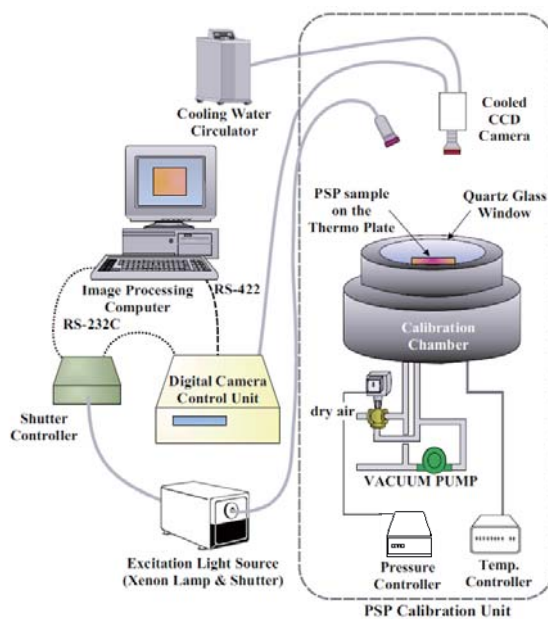 Cooling Water
Circulator
Cooled
CCD
Camera
PSP sample
on the
Thermo Plate
Quartz Glass
Window
Image Processing
Computer
RS-422
RS-232C
Calibration
Chamber
Digital Camera
Control Unit
Shutter
Controller
dry air
VACUUM PUMP
Excitation Light Source
(Xenon Lamp & Shutter)
Pressure
Controller
Temp.
Controller
PSP Calibration Unit